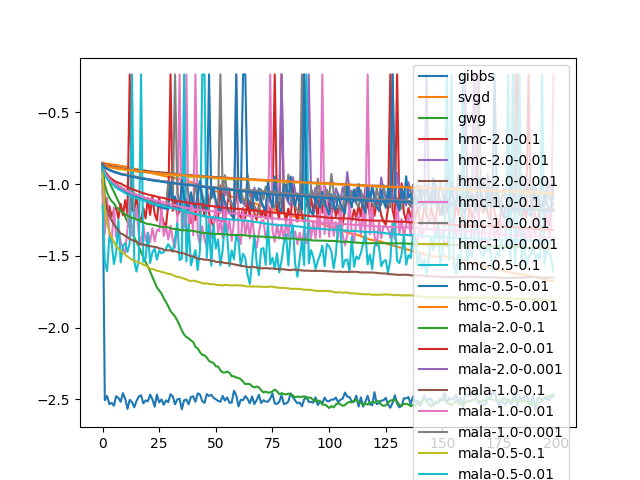 −0.5
−1.0
−1.5
−2.0
−2.5
0
25
50
75
100
125
150
175
200
gibbs
svgd
gwg
hmc-2.0-0.1
hmc-2.0-0.01
hmc-2.0-0.001
hmc-1.0-0.1
hmc-1.0-0.01
hmc-1.0-0.001
hmc-0.5-0.1
hmc-0.5-0.01
hmc-0.5-0.001
mala-2.0-0.1
mala-2.0-0.01
mala-2.0-0.001
mala-1.0-0.1
mala-1.0-0.01
mala-1.0-0.001
mala-0.5-0.1
mala-0.5-0.01